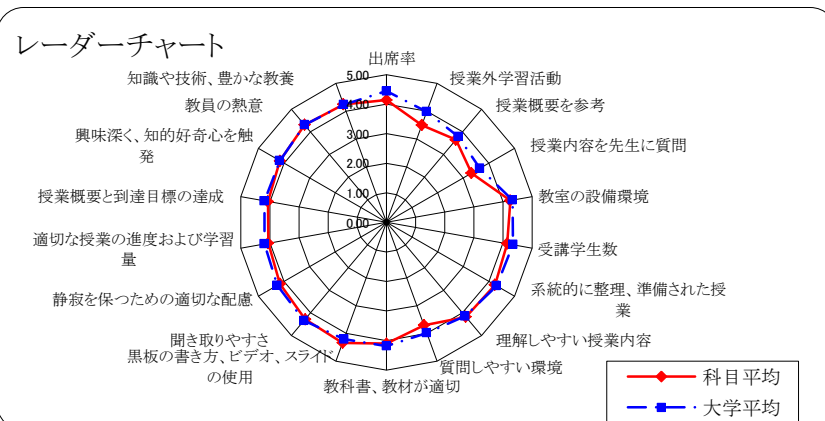 レーダーチャート
出席率
授業外学習活動
授業概要を参考
授業内容を先生に質問
教室の設備環境
受講学生数
系統的に整理、準備された授
業
理解しやすい授業内容
質問しやすい環境
教科書、教材が適切
黒板の書き方、ビデオ、スライド
の使用
聞き取りやすさ
静寂を保つための適切な配慮
適切な授業の進度および学習
量
授業概要と到達目標の達成
興味深く、知的好奇心を触
発
教員の熱意
知識や技術、豊かな教養
5.00
4.00
3.00
2.00
1.00
0.00
科目平均
大学平均